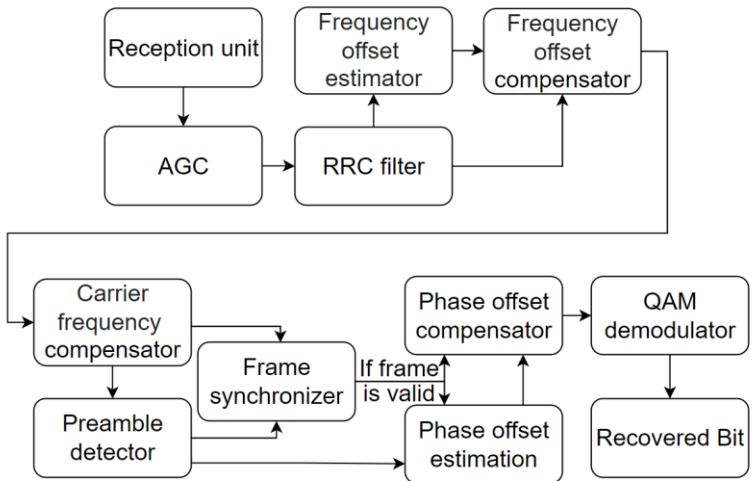 Reception unit
Frequency
offset
estimator
Frequency
offset
compensator
AGC
RRC filter
Carrier
frequency
compensator
Frame
synchronizer
If frame
is valid
Phase offset
compensator
QAM
demodulator
Preamble
detector
Phase offset
estimation
Recovered Bit